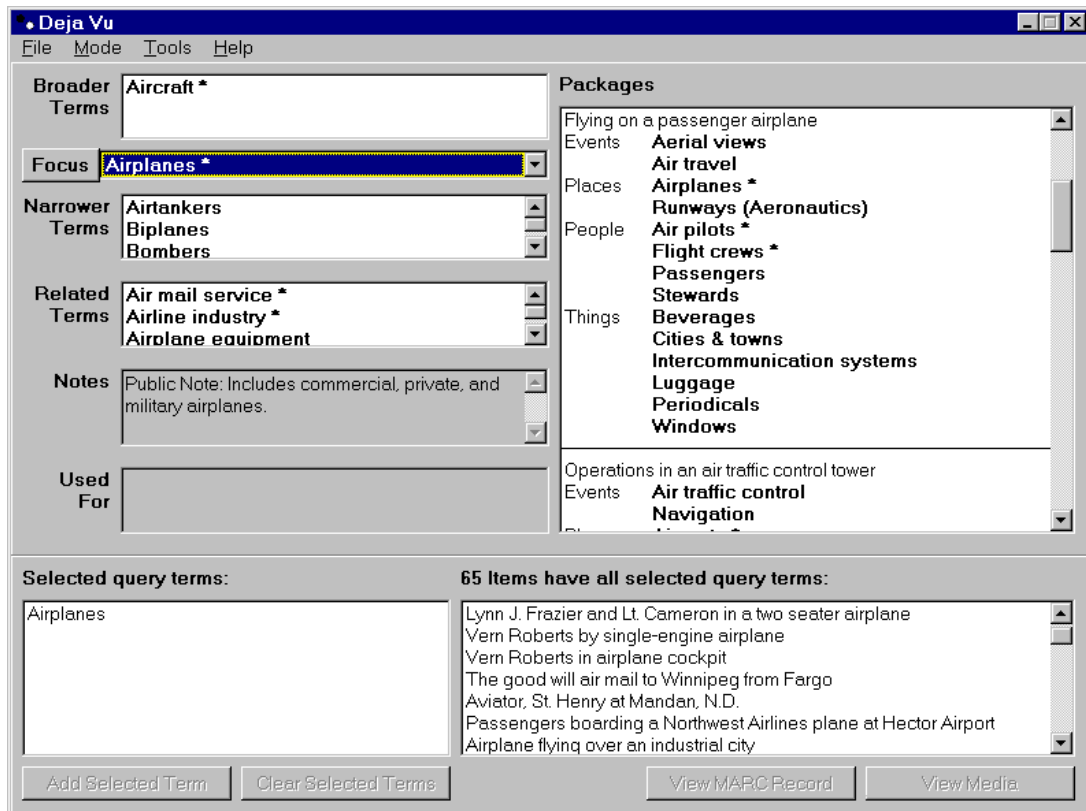 Deja Vu
File Mode Tools Help
Broader Terms
Aircraft *
Focus
Airplanes *
Narrower Terms
Airtankers
Biplanes
Bombers
Related Terms
Air mail service *
Airline industry *
Airplane equipment
Notes
Public Note: Includes commercial, private, and
military airplanes.
Used For
Packages
Flying on a passenger airplane
Events Aerial views
Air travel
Places Airplanes *
Runways (Aeronautics)
People Air pilots *
Flight crews *
Passengers
Stewards
Things Beverages
Cities & towns
Intercommunication systems
Luggage
Periodicals
Windows
Operations in an air traffic control tower
Events Air traffic control
Navigation
Selected query terms:
Airplanes
65 Items have all selected query terms:
Lynn J. Frazier and Lt. Cameron in a two seater airplane
Vern Roberts by single-engine airplane
Vern Roberts in airplane cockpit
The good will air mail to Winnipeg from Fargo
Aviator, St. Henry at Mandan, N.D.
Passengers boarding a Northwest Airlines plane at Hector Airport
Airplane flying over an industrial city
Add Selected Term Clear Selected Terms View MARC Record View Media